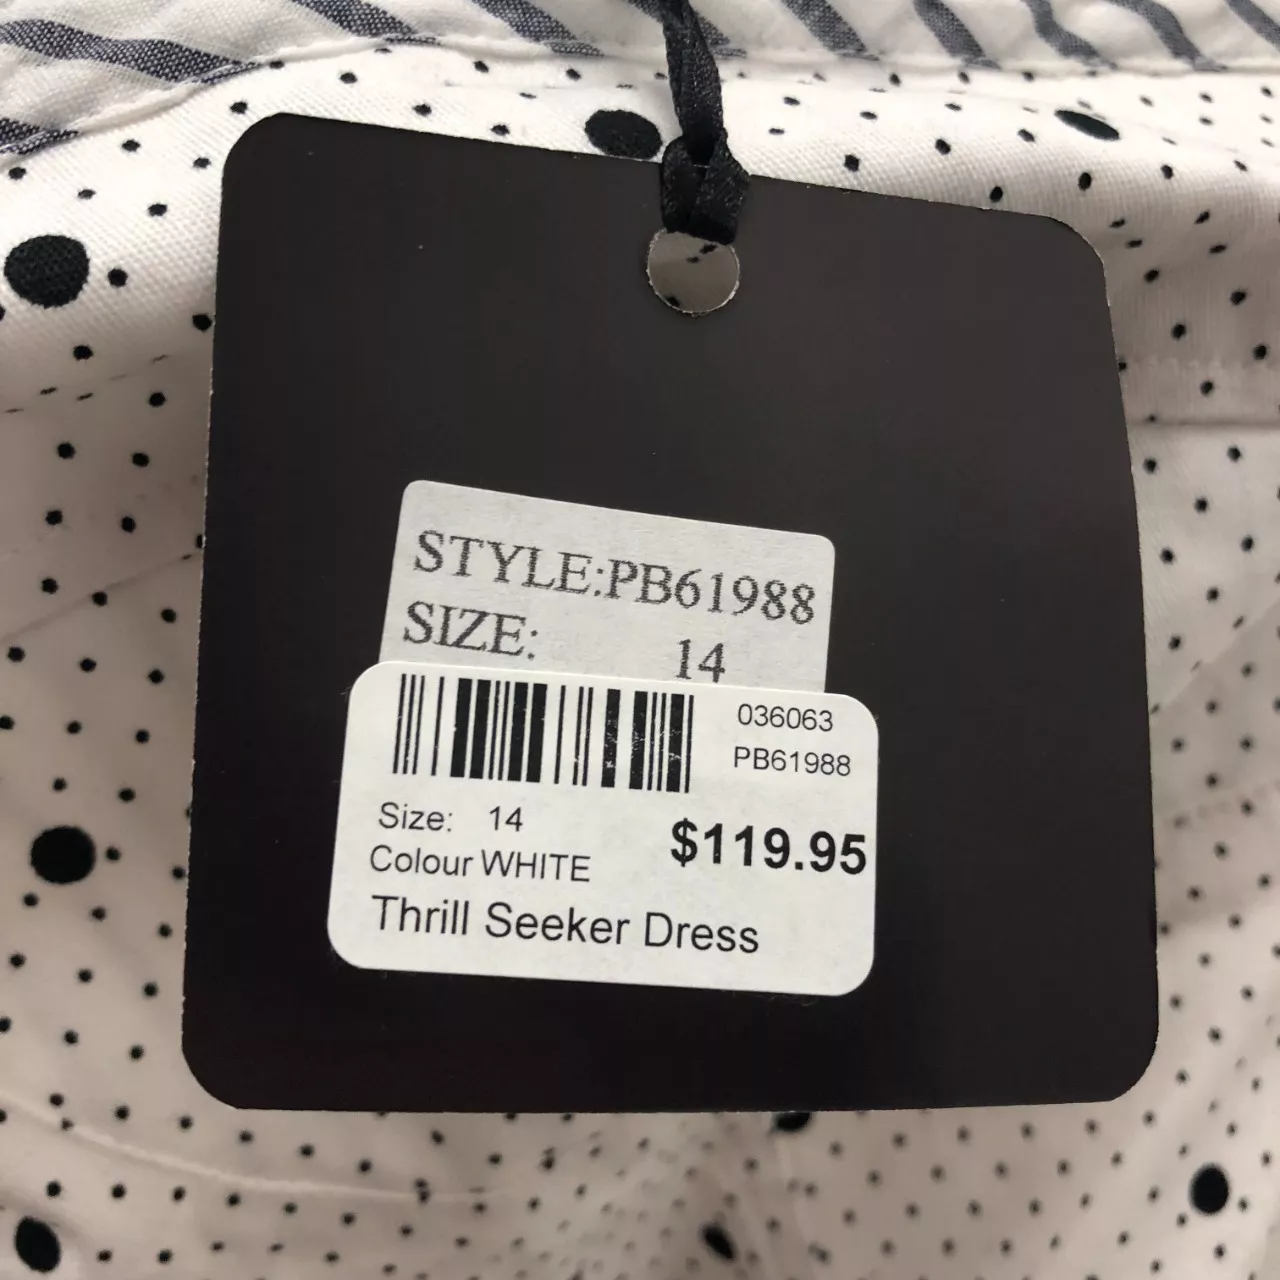 STYLE:PB61988
SIZE: 14
036063
PB61988
Size: 14
$119.95
Colour WHITE
Thrill Seeker Dress